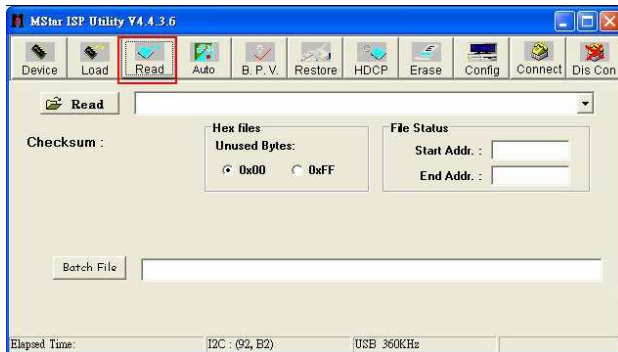 MStar ISP Utility V4.4.3.6
Device Load Read Auto B. P. V. Restore HDCP Erase Config Connect Dis Con
Read
Checksum :
Hex files
Unused Bytes:
0x00 0xFF
File Status
Start Addr. :
End Addr. :
Batch File
Elapsed Time: I2C : (92, B2) USB 360KHz